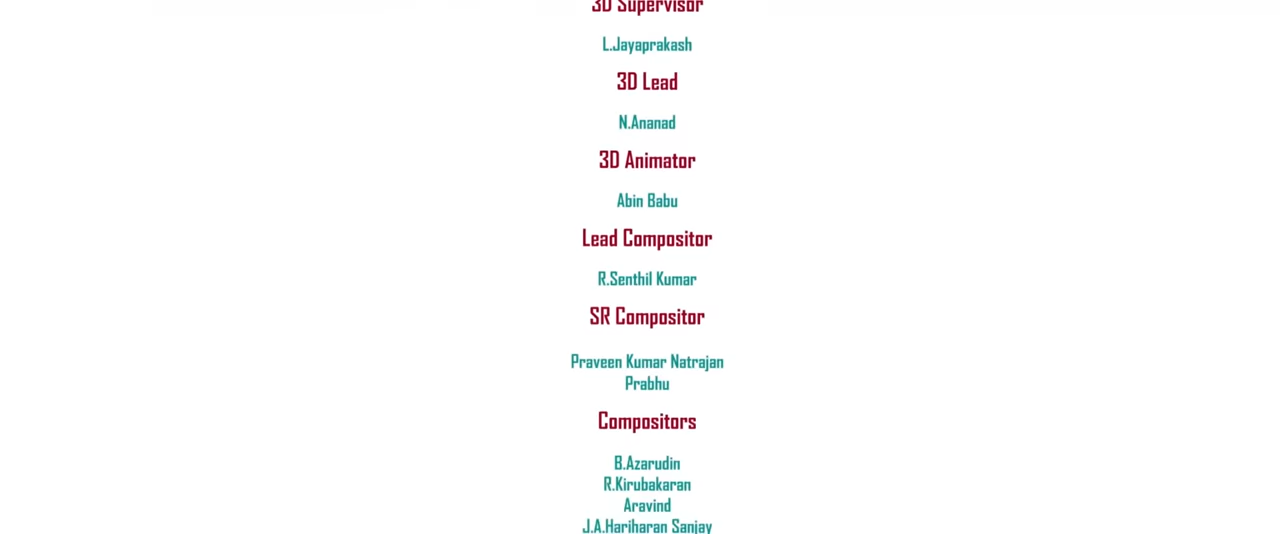 3D Supervisor
L.Jayaprakash
3D Lead
N.Ananad
3D Animator
Abin Babu
Lead Compositor
R.Senthil Kumar
SR Compositor
Praveen Kumar Natrajan
Prabhu
Compositors
B.Azarudin
R.Kirubakaran
Aravind
J.A.Hariharan Sanjay